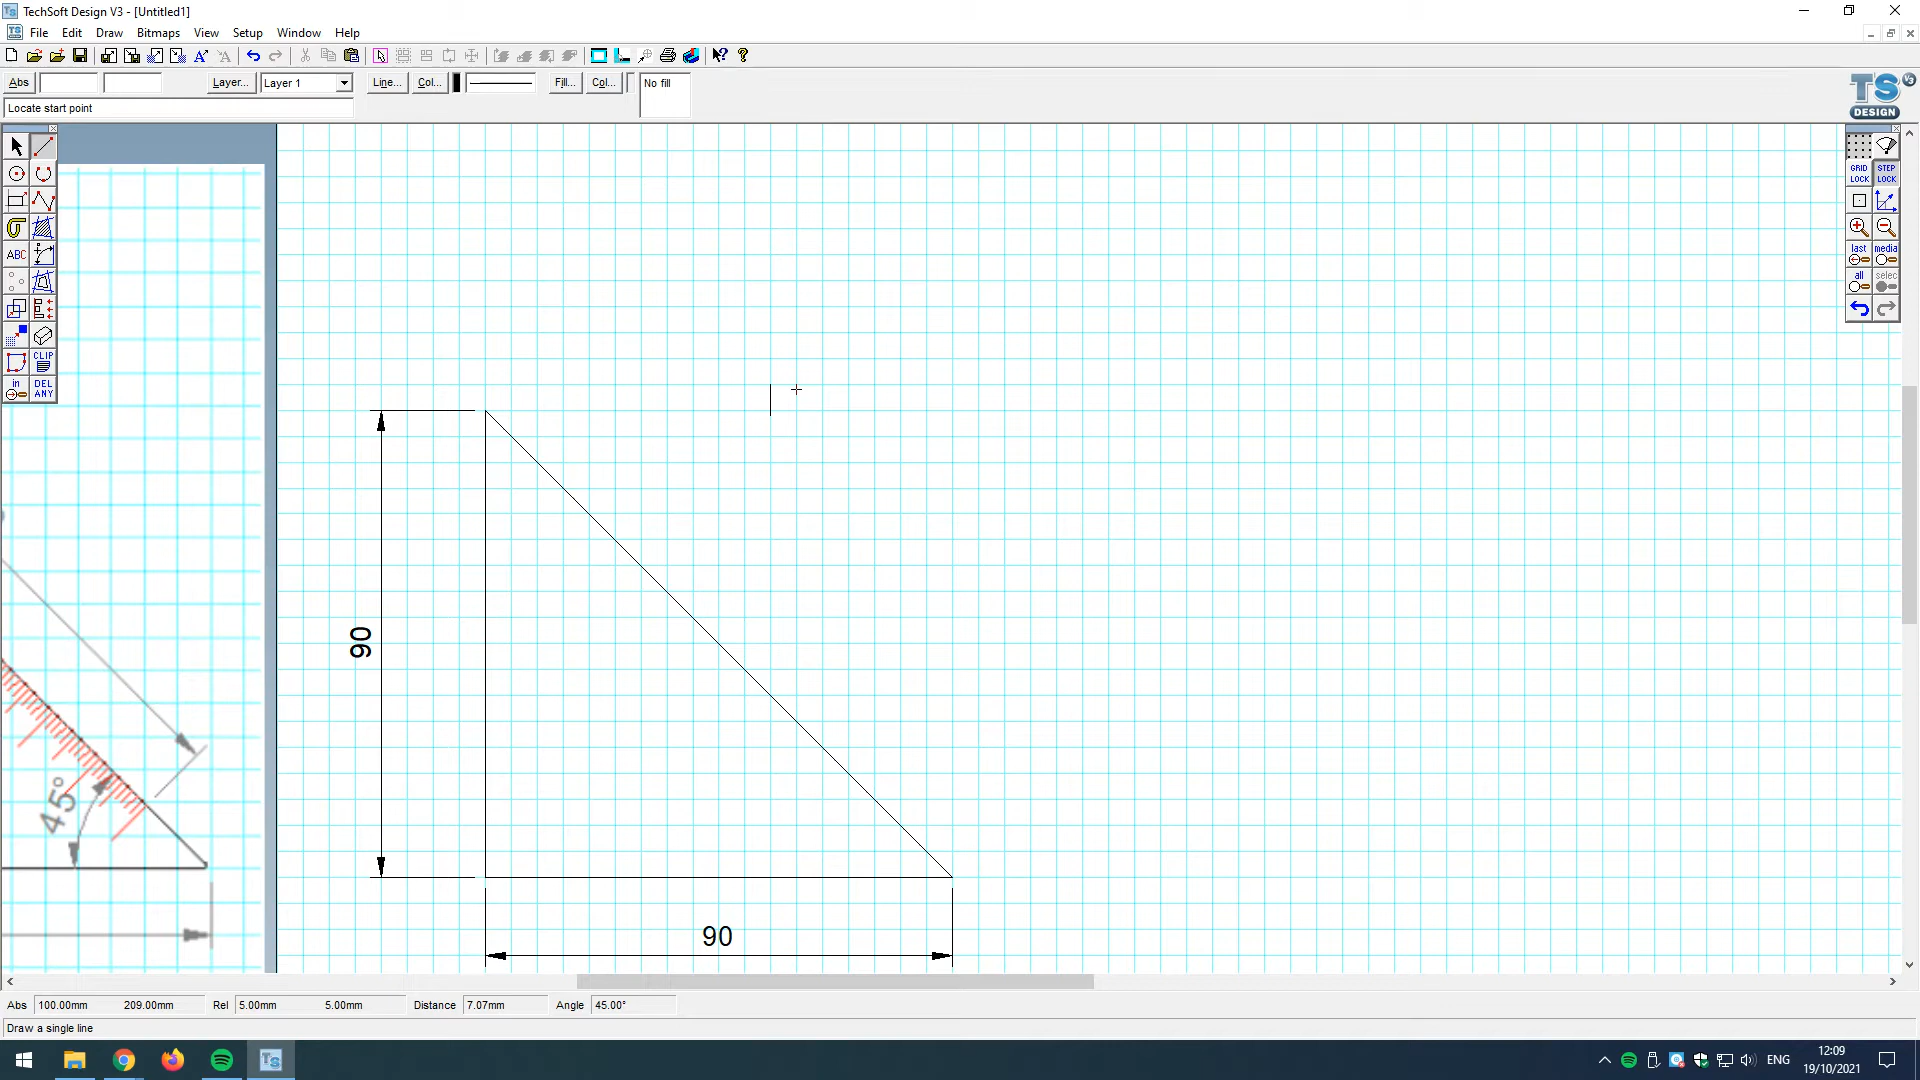 TechSoft Design V3 - [Untitled1]
File Edit Draw Bitmaps View Setup Window Help
Abs Layer... Layer 1 Line... Col... Fill... Col... No fill
Locate start point
TS V3
DESIGN
GRID LOCK STEP LOCK
ABC
last media
all selec
CLIP
in DEL ANY
90
45°
90
Abs 100.00mm 209.00mm Rel 5.00mm 5.00mm Distance 7.07mm Angle 45.00°
Draw a single line
Ts ENG 12:09
19/10/2021